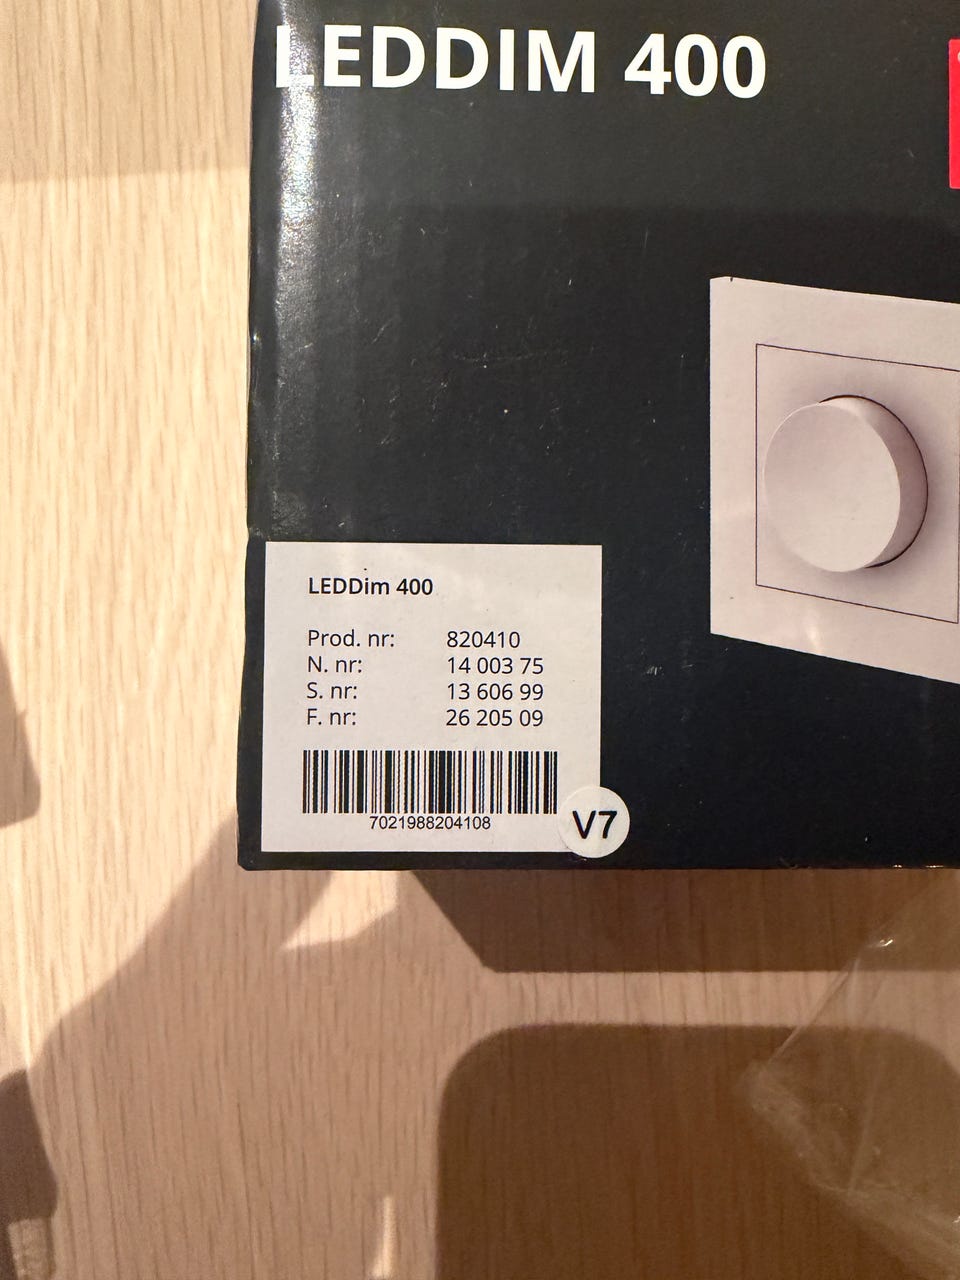 LEDDIM 400
LEDDim 400
Prod. nr: 820410
N. nr: 14 003 75
S. nr: 13 606 99
F. nr: 26 205 09
7021988204108
V7